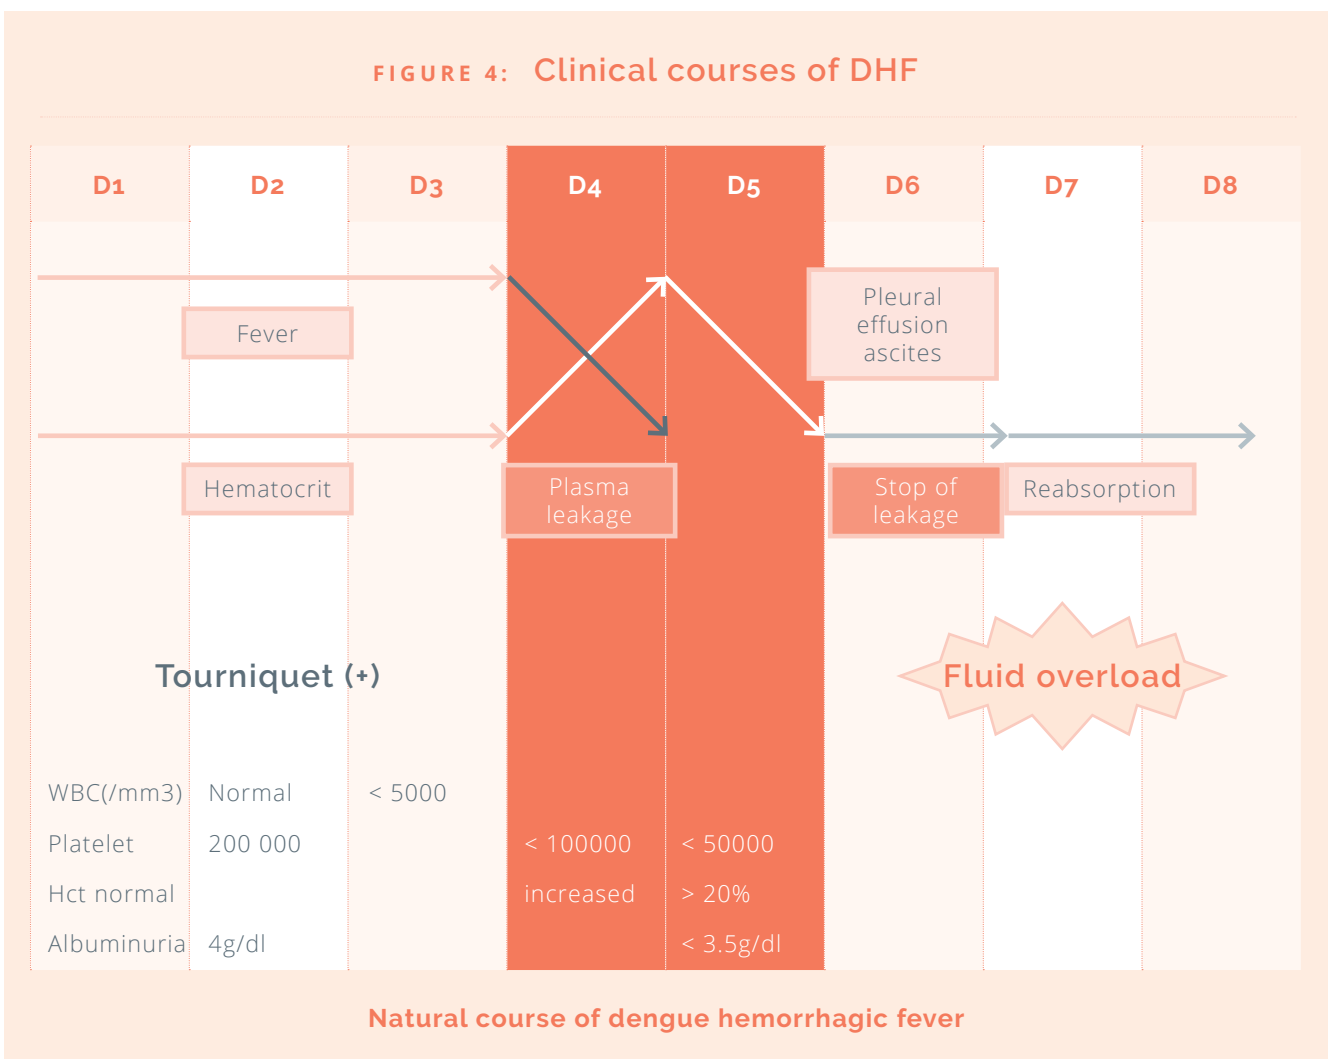 FIGURE 4: Clinical courses of DHF
D1 D2 D3 D4 D5 D6 D7 D8
Fever
Pleural
effusion
ascites
Hematocrit
Plasma
leakage
Stop of
leakage
Reabsorption
Tourniquet (+)
Fluid overload
WBC(/mm3) Normal < 5000
Platelet 200 000 < 100000 < 50000
Hct normal increased > 20%
Albuminuria 4g/dl < 3.5g/dl
Natural course of dengue hemorrhagic fever